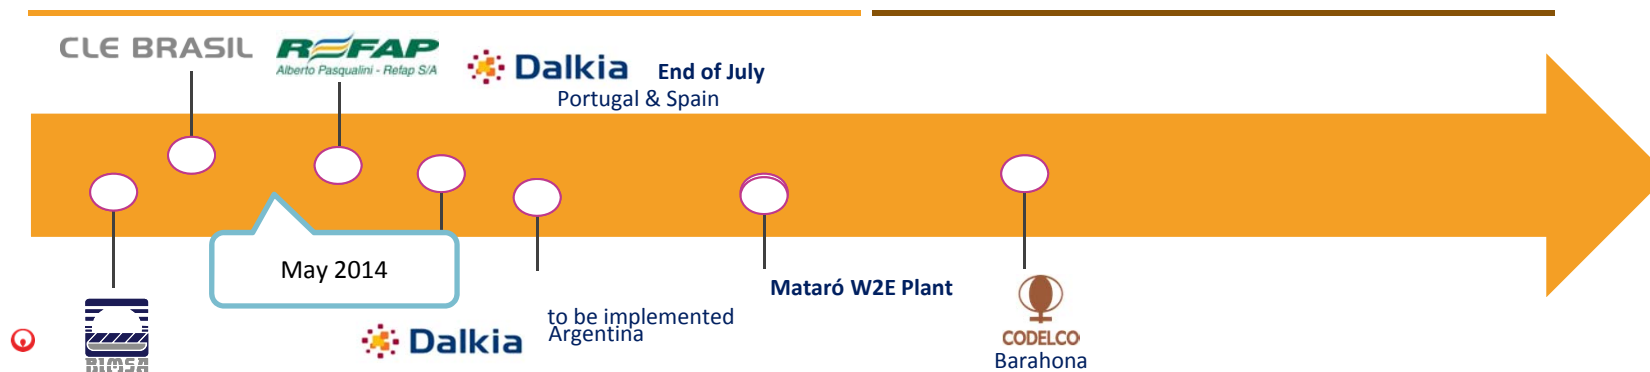 CLE BRASIL
REFAP
Alberto Pasqualini - Refap S/A
Dalkia
End of July
Portugal & Spain
May 2014
Mataró W2E Plant
to be implemented
Argentina
Dalkia
CODELCO
Barahona